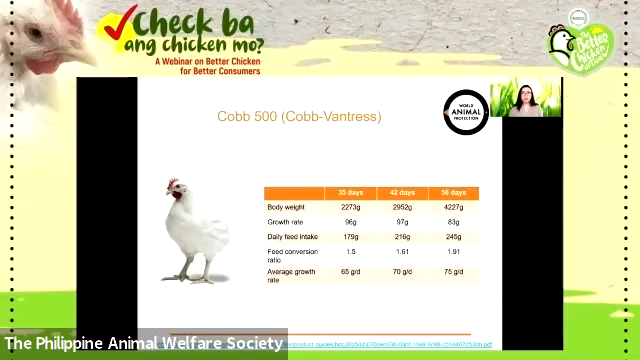 Check ba
ang chicken mo?
A Webinar on Better Chicken
for Better Consumers
PAWS
The
Better
Chicken
Cobb 500 (Cobb-Vantress)
WORLD
ANIMAL
PROTECTION
35 days 42 days 56 days
Body weight 2273g 2952g 4227g
Growth rate 96g 97g 83g
Daily feed intake 179g 216g 245g
Feed conversion ratio 1.5 1.61 1.91
Average growth rate 65 g/d 70 g/d 75 g/d
The Philippine Animal Welfare Society